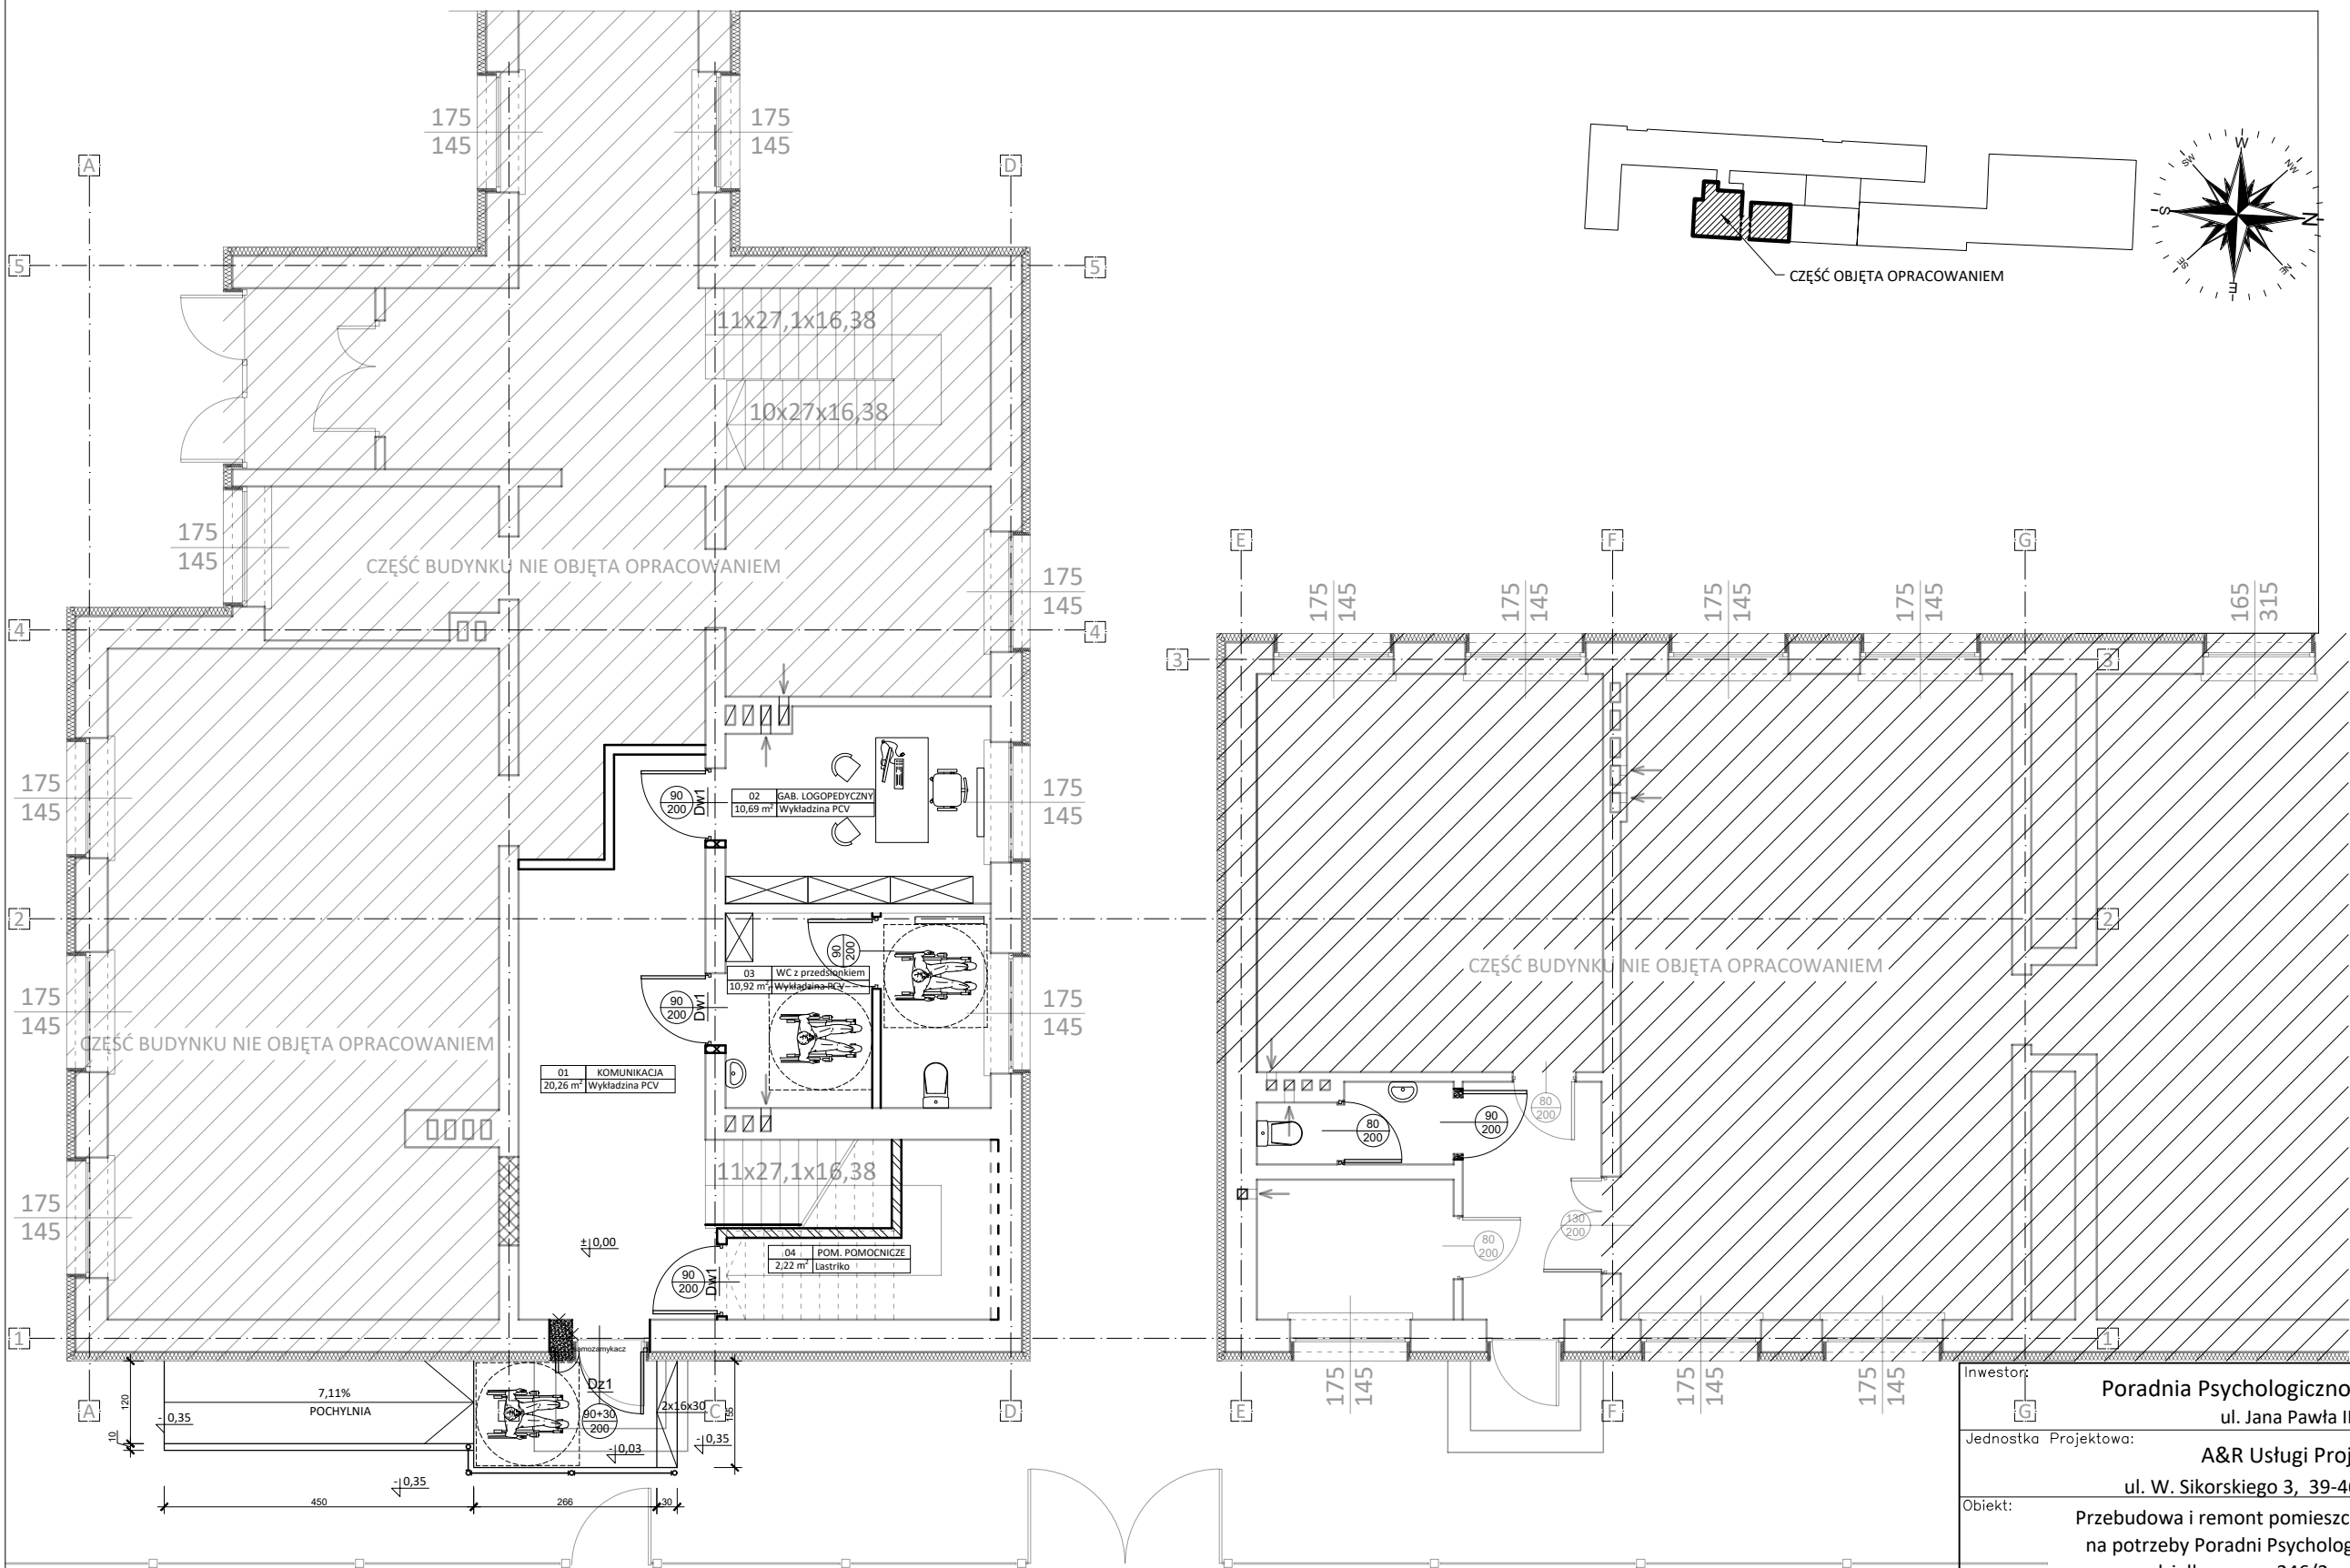 175
145
175
145
A
D
W
SW
NW
S
N
SE
NE
E
CZĘŚĆ OBJĘTA OPRACOWANIEM
5
5
11x27,1x16,38
10x27x16,38
175
145
CZĘŚĆ BUDYNKU NIE OBJĘTA OPRACOWANIEM
175
145
E
F
G
175
145
175
145
175
145
175
145
165
315
4
4
3
3
175
145
90
200
Dw1
02 GAB. LOGOPEDYCZNY
10,69 m² Wykładzina PCV
175
145
2
2
90
200
03 WC z przedsionkiem
10,92 m² Wykładzina PCV
90
200
Dw1
175
145
175
145
CZĘŚĆ BUDYNKU NIE OBJĘTA OPRACOWANIEM
CZĘŚĆ BUDYNKU NIE OBJĘTA OPRACOWANIEM
01 KOMUNIKACJA
20,26 m² Wykładzina PCV
80
200
90
200
80
200
11x27,1x16,38
175
145
±0,00
04 POM. POMOCNICZE
2,22 m² Lastriko
90
200
Dw1
80
200
130
200
1
1
samozamykacz
Dz1
90+30
200
7,11%
POCHYLNIA
120
10
-0,35
2x16x30
155
-0,03
-0,35
-0,35
A
C
D
E
F
G
175
145
175
145
175
145
450
266
30
Inwestor:
Poradnia Psychologiczno
ul. Jana Pawła II
Jednostka Projektowa:
A&R Usługi Proj
ul. W. Sikorskiego 3, 39-4
Obiekt:
Przebudowa i remont pomieszc
na potrzeby Poradni Psycholog